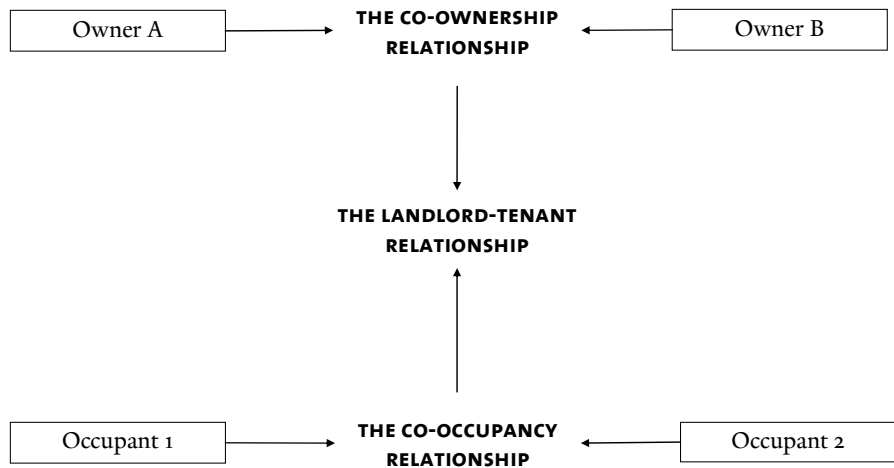 Owner A
THE CO-OWNERSHIP
RELATIONSHIP
Owner B
THE LANDLORD-TENANT
RELATIONSHIP
Occupant 1
THE CO-OCCUPANCY
RELATIONSHIP
Occupant 2